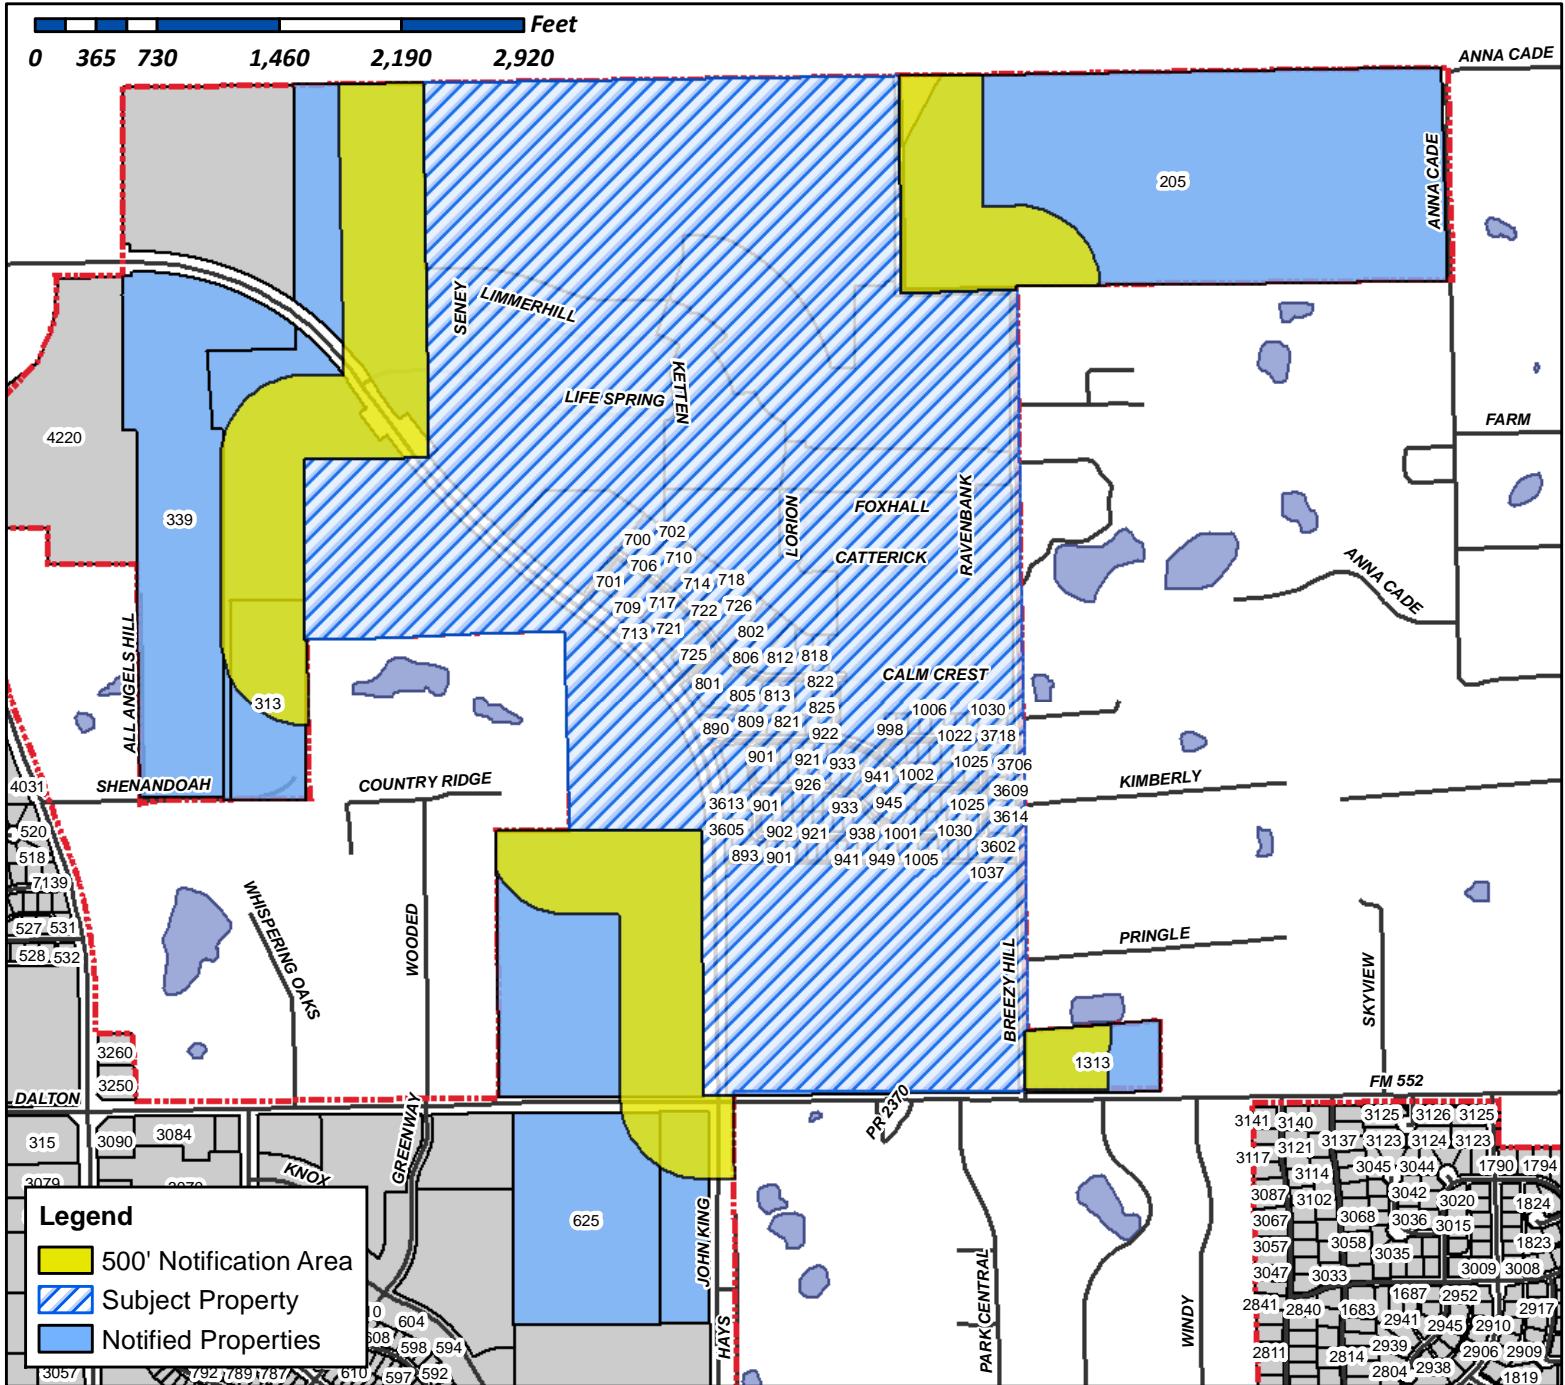 Feet
0 365 730 1,460 2,190 2,920
ANNA CADE
ANNA CADE
205
SENEY
LIMMERHILL
KETTEN
LIFE SPRING
4220
FARM
339
LORION
FOXHALL
RAVENBANK
CATTERICK
ANNA CADE
700 702
706 710
701 714 718
709 717 722 726
713 721 802
725 806 812 818
CALM CREST
801 805 813 822
825
1006 1030
890 809 821 922 998 1022 3718
901 921 933 941 1002 1025 3706
926
3609
3613 901 933 945 1025
3614
3605 902 921 938 1001 1030
3602
893 901 941 949 1005
1037
313
ALL ANGELS HILL
SHENANDOAH
COUNTRY RIDGE
KIMBERLY
4031
520
518
7139
527 531
528 532
WHISPERING OAKS
WOODED
PRINGLE
BREEZY HILL
SKYVIEW
3260
3250
1313
DALTON
FM 552
GREENWAY
PR 2370
315 3090 3084
KNOX
3079
625
JOHN KING
HAYS
PARK CENTRAL
WINDY
3141 3140 3125 3126 3125
3121 3137 3123 3124 3123
3117 3114 3045 3044 1790 1794
3087 3102 3042 3020 1824
3067 3068 3036 3015
3057 3058 3035 1823
3047 3033 3009 3008
1687 2952
2841 2840 1683 2941 2945 2910 2917
2811 2814 2939 2906 2909
2804 2938 1819
Legend
500' Notification Area
Subject Property
Notified Properties
604
608 598 594
3057 792 789 787 610 597 592